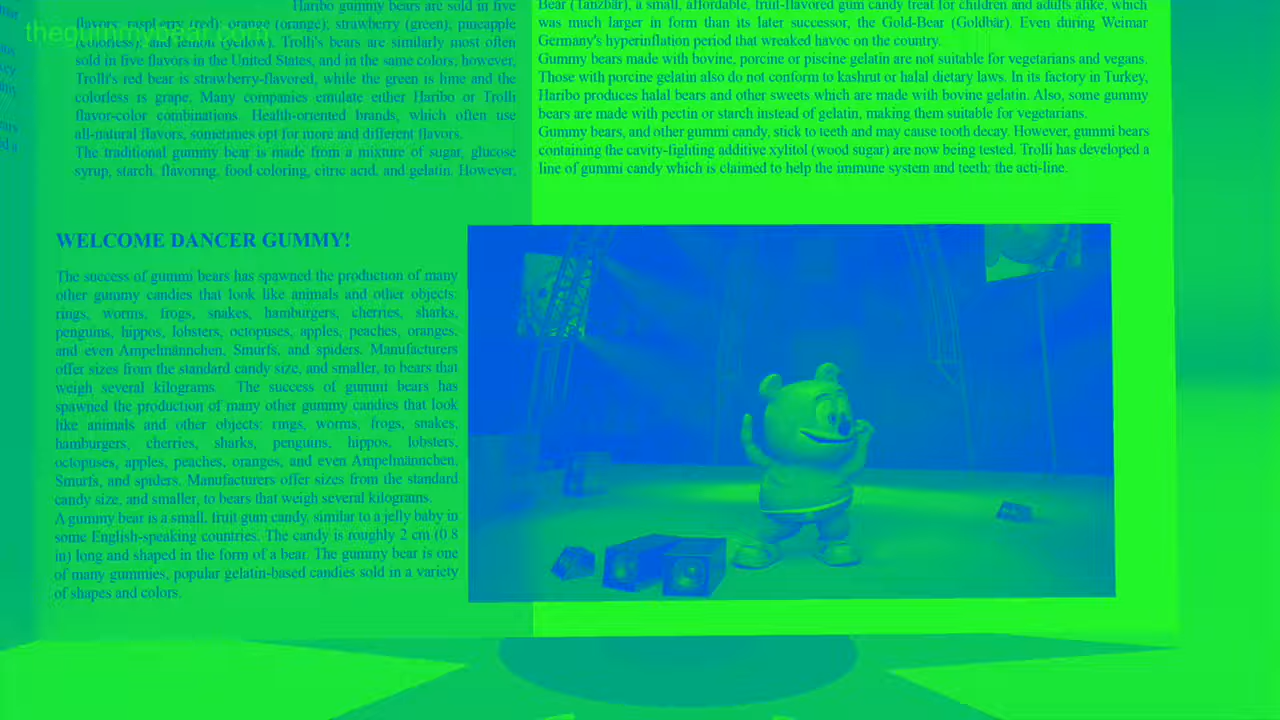 thegummybear.com
Haribo gummy bears are sold in five
flavors: raspberry (red); orange (orange); strawberry (green); pineapple
(colorless); and lemon (yellow). Trolli's bears are similarly most often
sold in five flavors in the United States, and in the same colors; however,
Trolli's red bear is strawberry-flavored, while the green is lime and the
colorless is grape. Many companies emulate either Haribo or Trolli
flavor-color combinations. Health-oriented brands, which often use
all-natural flavors, sometimes opt for more and different flavors.
The traditional gummy bear is made from a mixture of sugar, glucose
syrup, starch, flavoring, food coloring, citric acid, and gelatin. However,
Bear (Tanzbär), a small, affordable, fruit-flavored gum candy treat for children and adults alike, which
was much larger in form than its later successor, the Gold-Bear (Goldbär). Even during Weimar
Germany's hyperinflation period that wreaked havoc on the country.
Gummy bears made with bovine, porcine or piscine gelatin are not suitable for vegetarians and vegans.
Those with porcine gelatin also do not conform to kashrut or halal dietary laws. In its factory in Turkey,
Haribo produces halal bears and other sweets which are made with bovine gelatin. Also, some gummy
bears are made with pectin or starch instead of gelatin, making them suitable for vegetarians.
Gummy bears, and other gummi candy, stick to teeth and may cause tooth decay. However, gummi bears
containing the cavity-fighting additive xylitol (wood sugar) are now being tested. Trolli has developed a
line of gummi candy which is claimed to help the immune system and teeth; the acti-line.
WELCOME DANCER GUMMY!
The success of gummi bears has spawned the production of many
other gummy candies that look like animals and other objects:
rings, worms, frogs, snakes, hamburgers, cherries, sharks,
penguins, hippos, lobsters, octopuses, apples, peaches, oranges,
and even Ampelmännchen, Smurfs, and spiders. Manufacturers
offer sizes from the standard candy size, and smaller, to bears that
weigh several kilograms. The success of gummi bears has
spawned the production of many other gummy candies that look
like animals and other objects: rings, worms, frogs, snakes,
hamburgers, cherries, sharks, penguins, hippos, lobsters,
octopuses, apples, peaches, oranges, and even Ampelmännchen,
Smurfs, and spiders. Manufacturers offer sizes from the standard
candy size, and smaller, to bears that weigh several kilograms.
A gummy bear is a small, fruit gum candy, similar to a jelly baby in
some English-speaking countries. The candy is roughly 2 cm (0.8
in) long and shaped in the form of a bear. The gummy bear is one
of many gummies, popular gelatin-based candies sold in a variety
of shapes and colors.